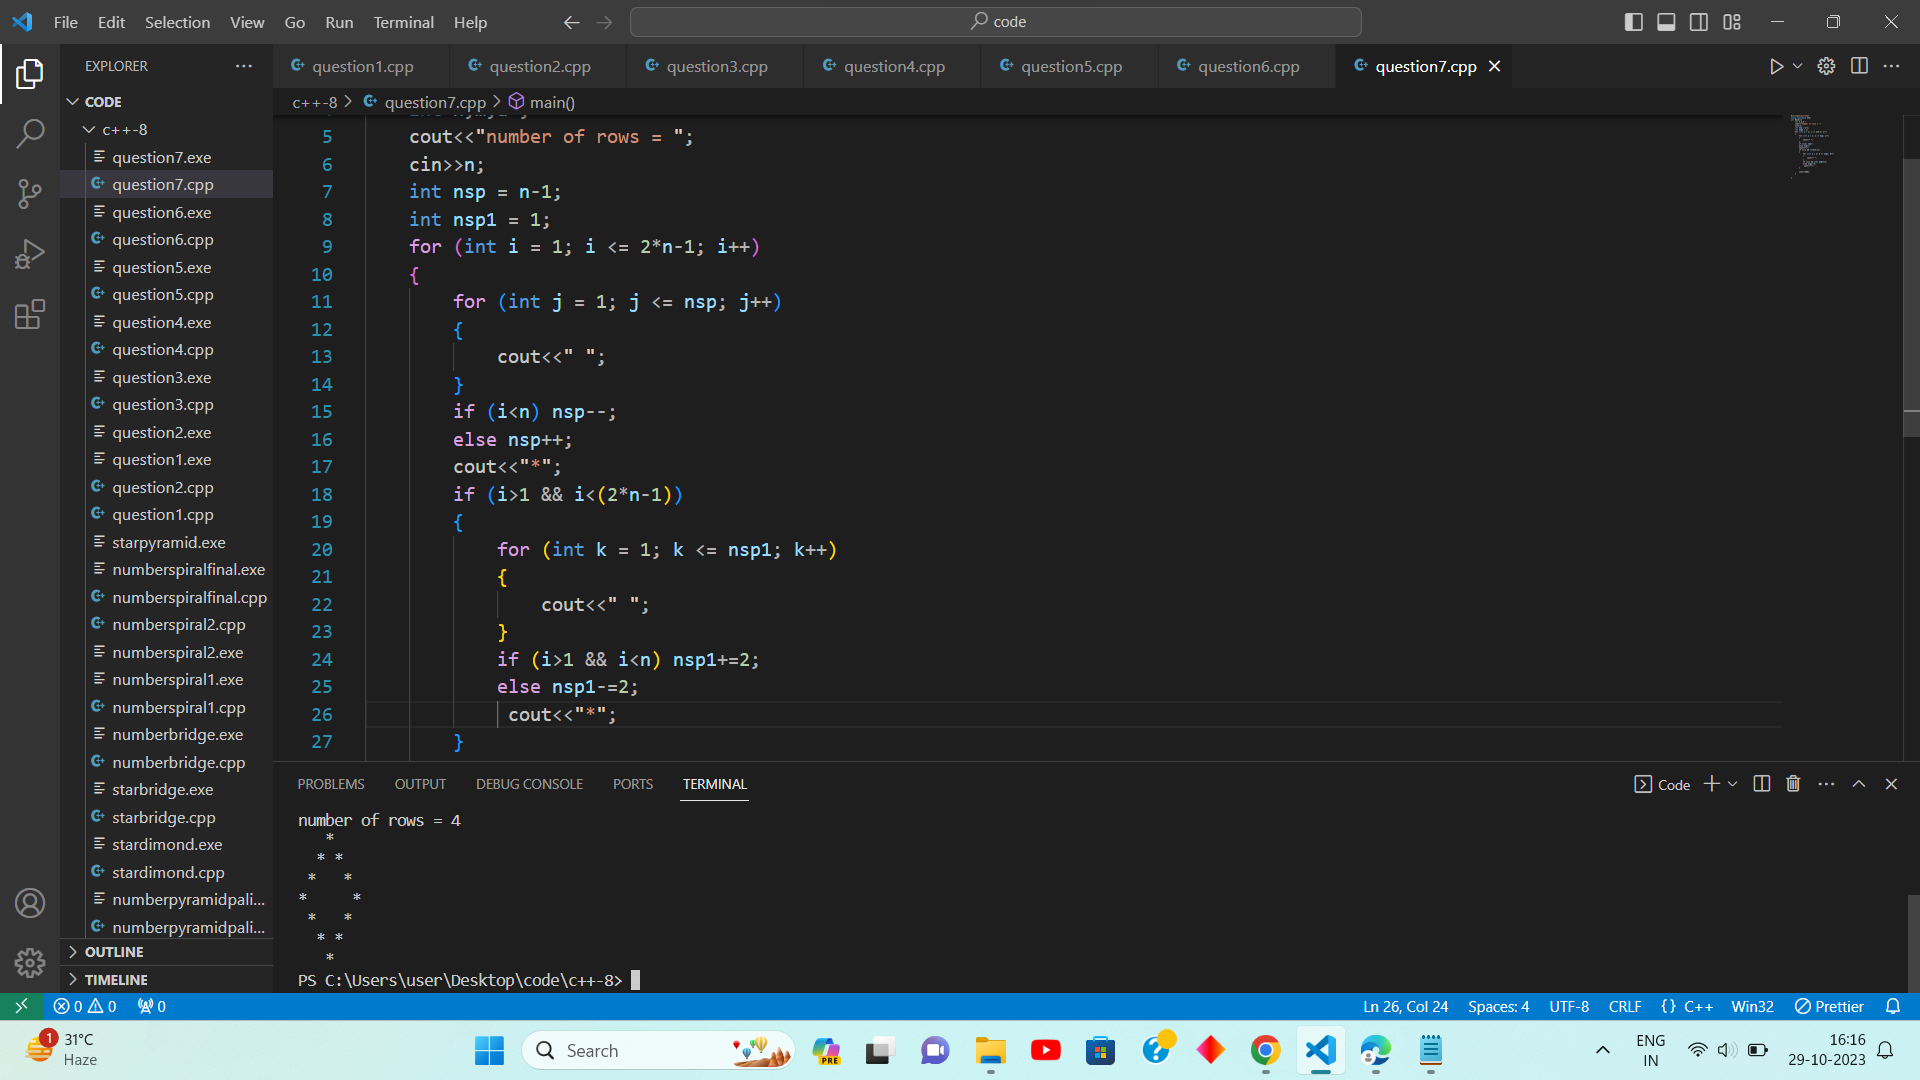 File Edit Selection View Go Run Terminal Help
code
EXPLORER
question1.cpp question2.cpp question3.cpp question4.cpp question5.cpp question6.cpp question7.cpp
CODE
c++-8
question7.exe
question7.cpp
question6.exe
question6.cpp
question5.exe
question5.cpp
question4.exe
question4.cpp
question3.exe
question3.cpp
question2.exe
question1.exe
question2.cpp
question1.cpp
starpyramid.exe
numberspiralfinal.exe
numberspiralfinal.cpp
numberspiral2.cpp
numberspiral2.exe
numberspiral1.exe
numberspiral1.cpp
numberbridge.exe
numberbridge.cpp
starbridge.exe
starbridge.cpp
stardimond.exe
stardimond.cpp
numberpyramidpali...
numberpyramidpali...
OUTLINE
TIMELINE
c++-8 > question7.cpp > main()
5 cout<<"number of rows = ";
6 cin>>n;
7 int nsp = n-1;
8 int nsp1 = 1;
9 for (int i = 1; i <= 2*n-1; i++)
10 {
11 for (int j = 1; j <= nsp; j++)
12 {
13 cout<<" ";
14 }
15 if (i<n) nsp--;
16 else nsp++;
17 cout<<"*";
18 if (i>1 && i<(2*n-1))
19 {
20 for (int k = 1; k <= nsp1; k++)
21 {
22 cout<<" ";
23 }
24 if (i>1 && i<n) nsp1+=2;
25 else nsp1-=2;
26 cout<<"*";
27 }
PROBLEMS OUTPUT DEBUG CONSOLE PORTS TERMINAL
Code
number of rows = 4
   *
  * *
 *   *
*     *
 *   *
  * *
   *
PS C:\Users\user\Desktop\code\c++-8>
0 0 0
Ln 26, Col 24 Spaces: 4 UTF-8 CRLF {} C++ Win32 Prettier
1
31°C
Haze
Search
PRE
ENG
IN
16:16
29-10-2023